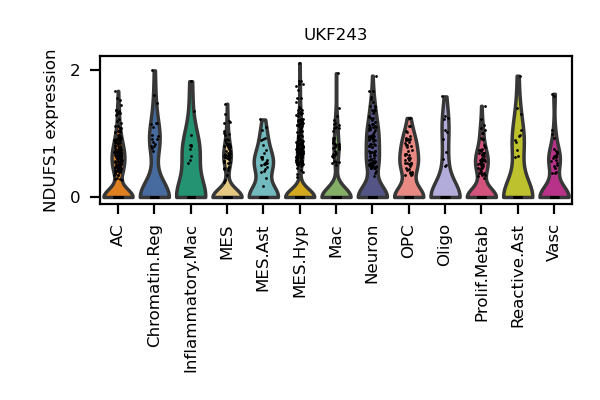 UKF243
NDUFS1 expression
2
0
AC
Chromatin.Reg
Inflammatory.Mac
MES
MES.Ast
MES.Hyp
Mac
Neuron
OPC
Oligo
Prolif.Metab
Reactive.Ast
Vasc